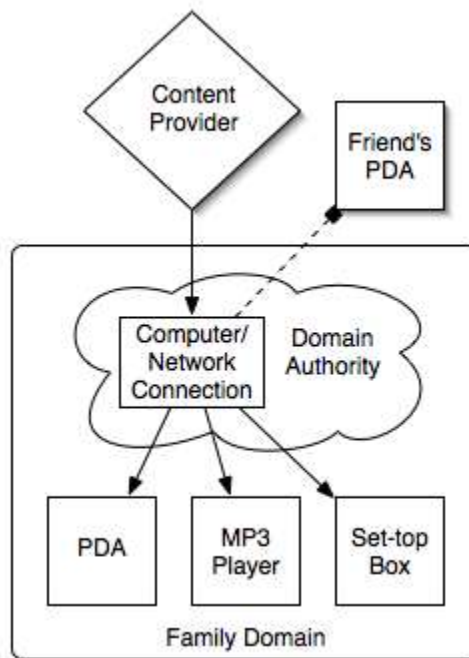 Content
Provider
Friend's
PDA
Computer/
Network
Connection
Domain
Authority
PDA
MP3
Player
Set-top
Box
Family Domain